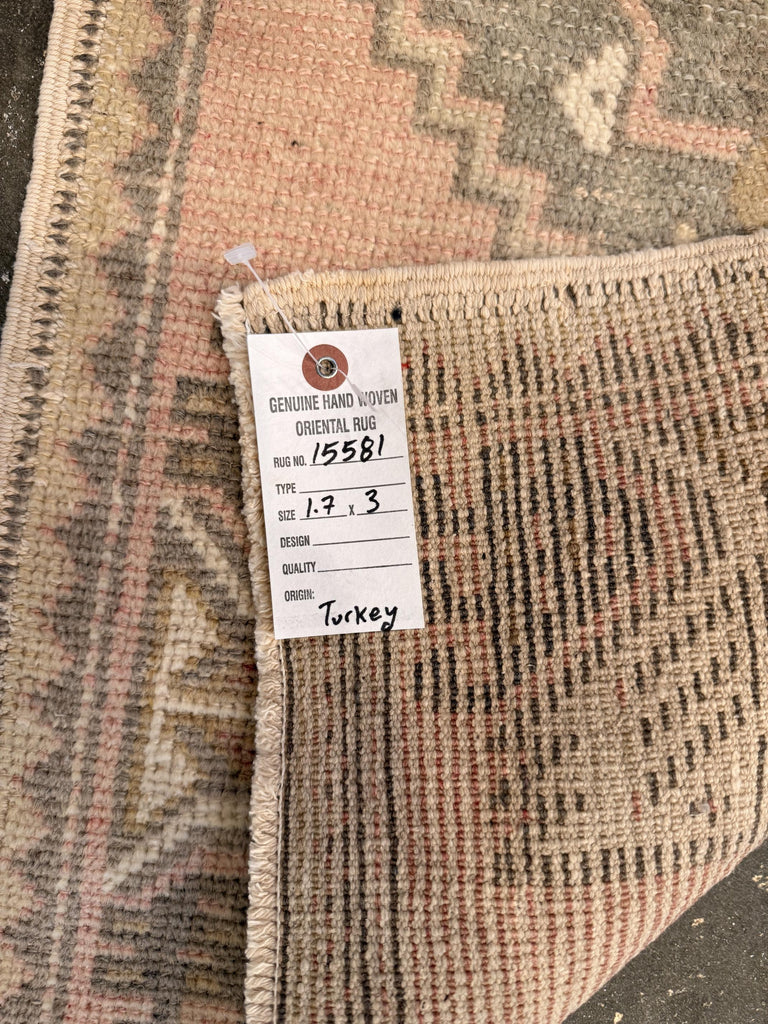 GENUINE HAND WOVEN
ORIENTAL RUG
RUG NO. 15581
TYPE
SIZE 1.7 X 3
DESIGN
QUALITY
ORIGIN:
Turkey